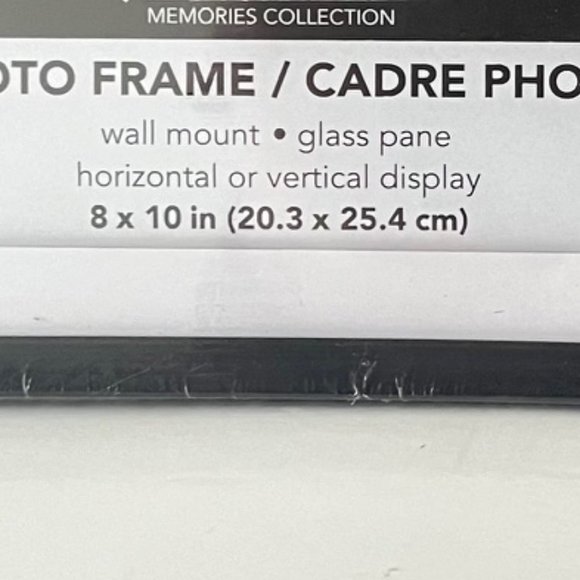 MEMORIES COLLECTION
OTO FRAME / CADRE PHO
wall mount • glass pane
horizontal or vertical display
8 x 10 in (20.3 x 25.4 cm)